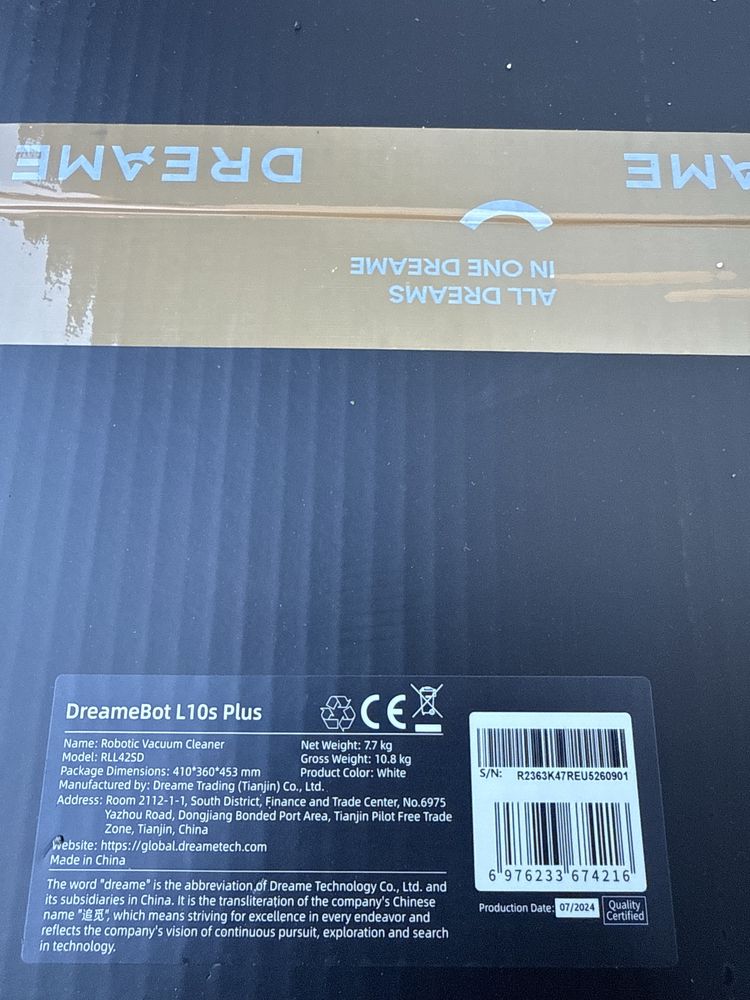 DREAME
AME
ALL DREAMS
IN ONE DREAME
DreameBot L10s Plus
CE
Name: Robotic Vacuum Cleaner
Model: RLL42SD
Package Dimensions: 410*360*453 mm
Net Weight: 7.7 kg
Gross Weight: 10.8 kg
Product Color: White
Manufactured by: Dreame Trading (Tianjin) Co., Ltd.
Address: Room 2112-1-1, South District, Finance and Trade Center, No.6975
Yazhou Road, Dongjiang Bonded Port Area, Tianjin Pilot Free Trade
Zone, Tianjin, China
Website: https://global.dreametech.com
Made in China
The word "dreame" is the abbreviation of Dreame Technology Co., Ltd. and
its subsidiaries in China. It is the transliteration of the company's Chinese
name "追觅", which means striving for excellence in every endeavor and
reflects the company's vision of continuous pursuit, exploration and search
in technology.
S/N: R2363K47REU5260901
6 976233 674216
Production Date: 07/2024
Quality
Certified